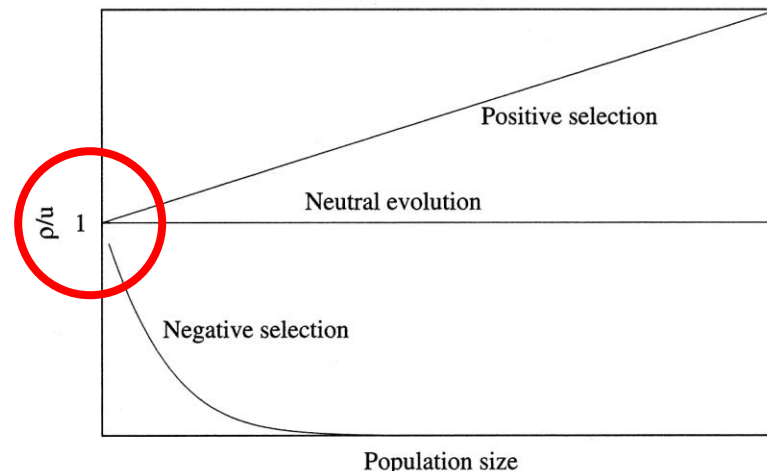 Positive selection
Neutral evolution
ρ/u
1
Negative selection
Population size